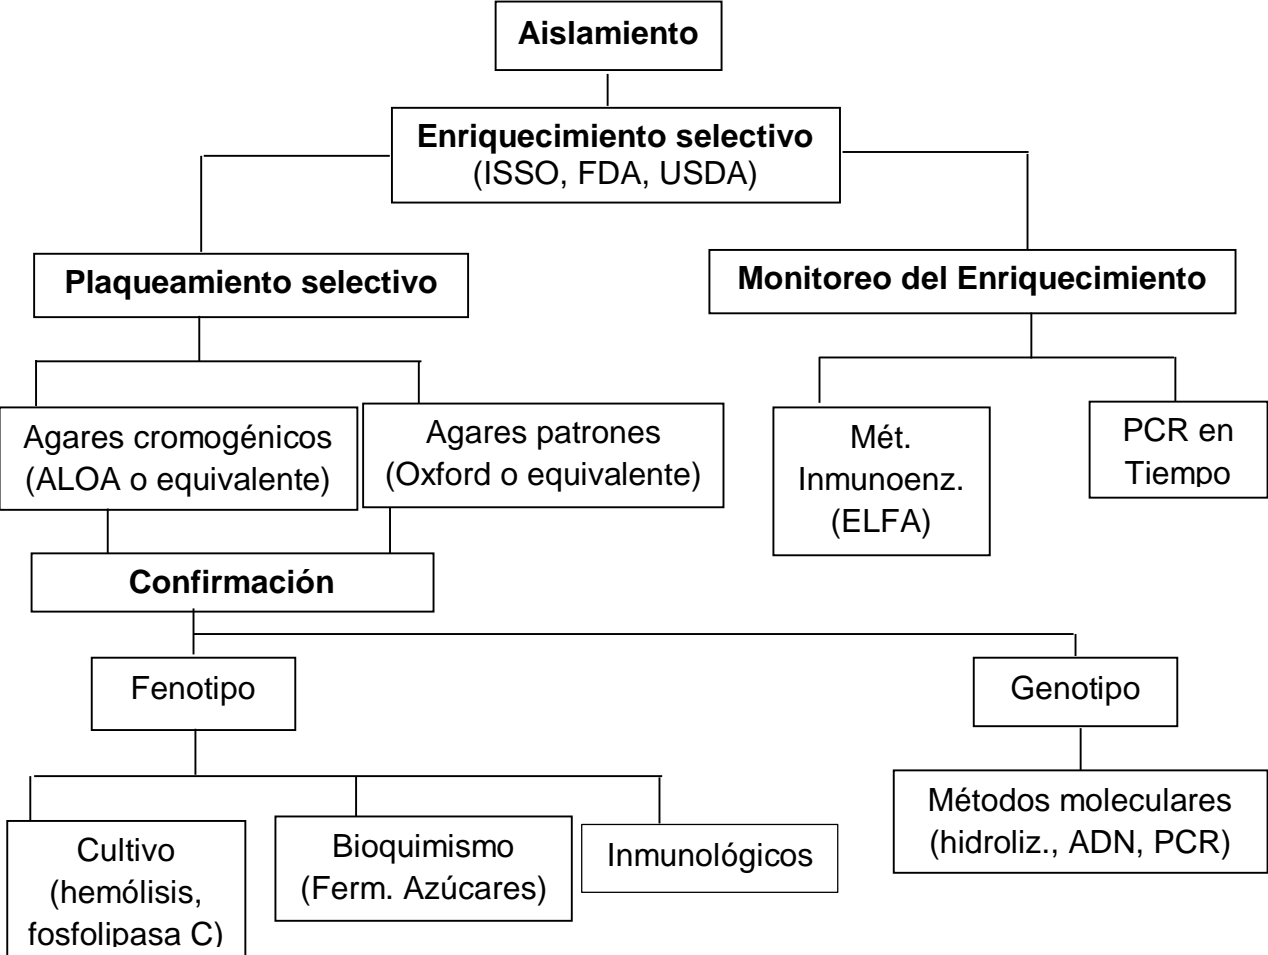 Aislamiento
Enriquecimiento selectivo
(ISSO, FDA, USDA)
Plaqueamiento selectivo
Monitoreo del Enriquecimiento
Agares cromogénicos
(ALOA o equivalente)
Agares patrones
(Oxford o equivalente)
Mét.
Inmunoenz.
(ELFA)
PCR en
Tiempo
Confirmación
Fenotipo
Genotipo
Cultivo
(hemólisis,
fosfolipasa C)
Bioquimismo
(Ferm. Azúcares)
Inmunológicos
Métodos moleculares
(hidroliz., ADN, PCR)